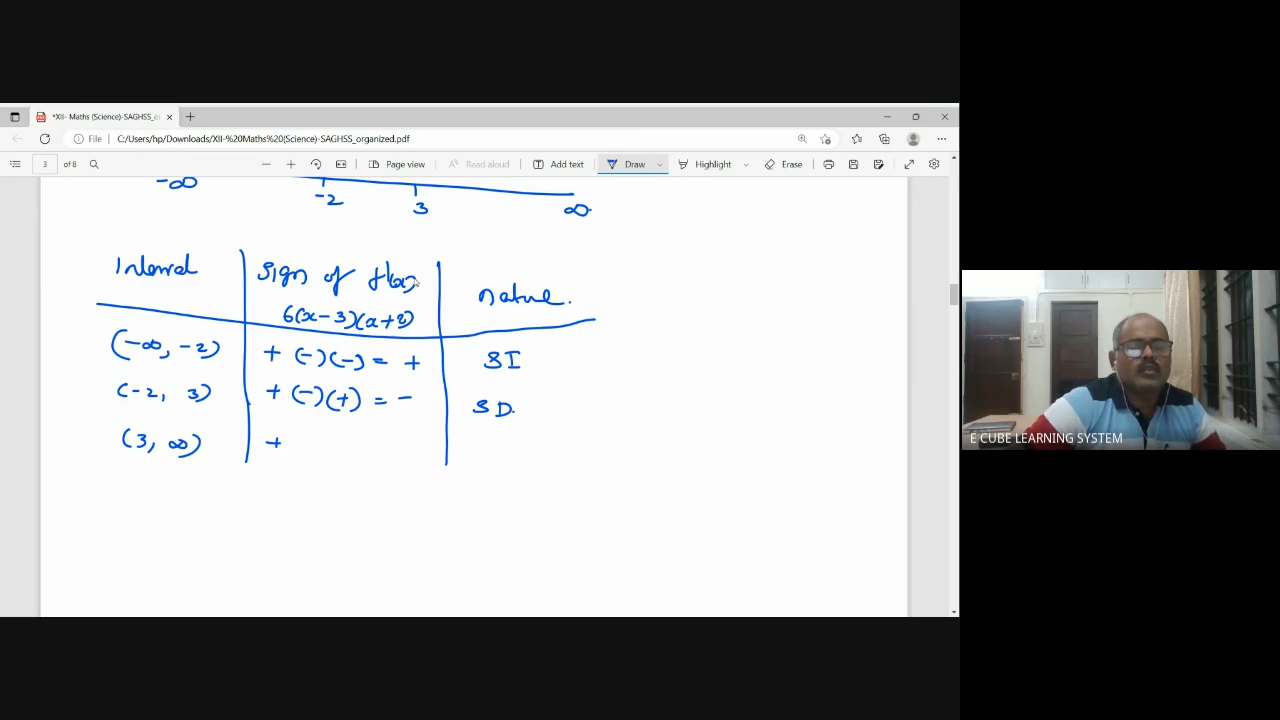 *XII- Maths (Science)-SAGHSS_or
File C:/Users/hp/Downloads/XII-%20Maths%20(Science)-SAGHSS_organized.pdf
3 of 8 Page view Read aloud Add text Draw Highlight Erase
-∞ -2 3 ∞
Interval Sign of f'(x) nature.
6(x-3)(x+2)
(-∞, -2) + (-)(-) = + SI
(-2, 3) + (-)(+) = - SD.
(3, ∞) +
E CUBE LEARNING SYSTEM